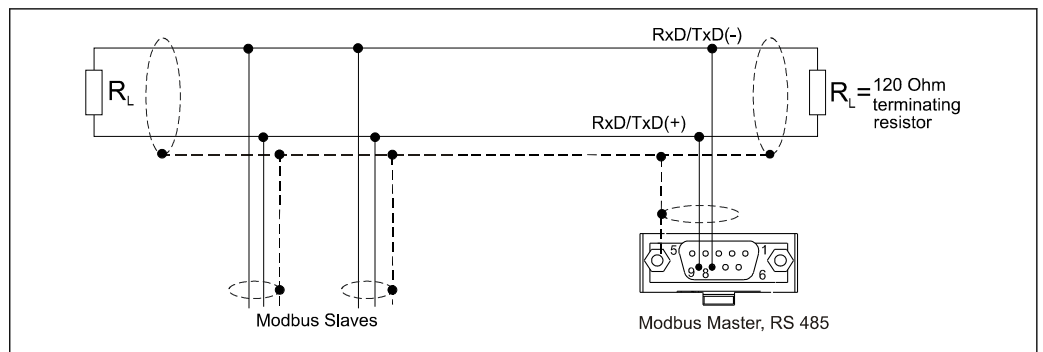 RxD/TxD(-)
R_L
R_L=120 Ohm
terminating
resistor
RxD/TxD(+)
5
1
9 8
6
Modbus Slaves
Modbus Master, RS 485